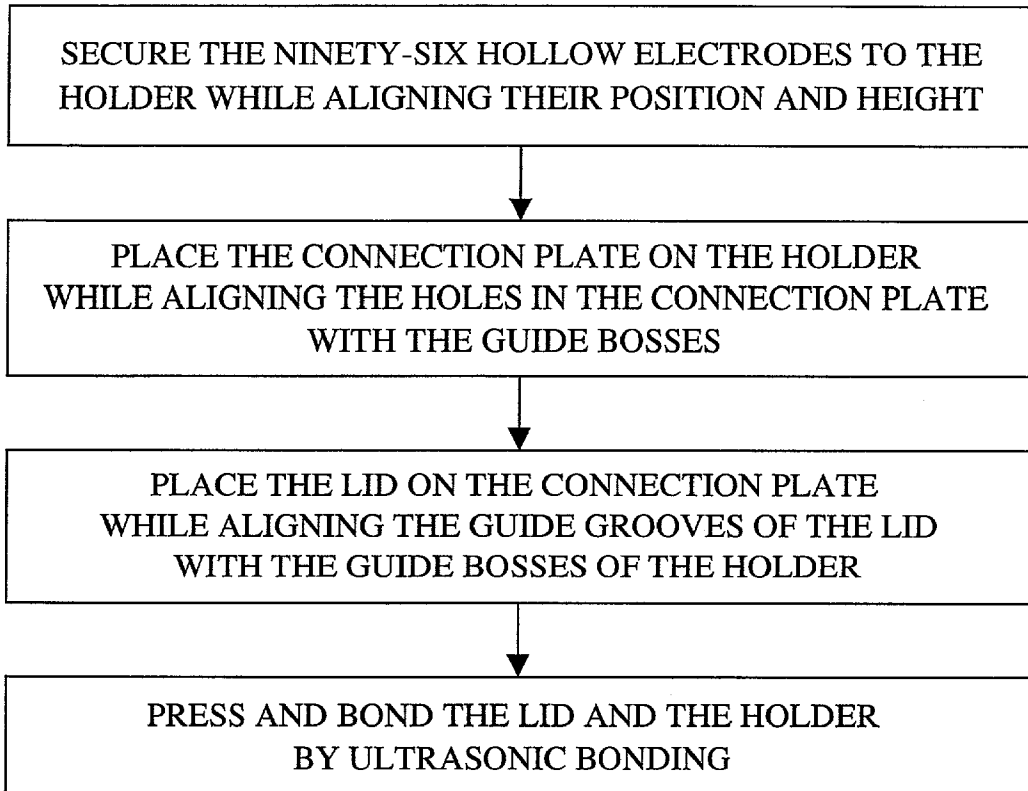 SECURE THE NINETY-SIX HOLLOW ELECTRODES TO THE
HOLDER WHILE ALIGNING THEIR POSITION AND HEIGHT
PLACE THE CONNECTION PLATE ON THE HOLDER
WHILE ALIGNING THE HOLES IN THE CONNECTION PLATE
WITH THE GUIDE BOSSES
PLACE THE LID ON THE CONNECTION PLATE
WHILE ALIGNING THE GUIDE GROOVES OF THE LID
WITH THE GUIDE BOSSES OF THE HOLDER
PRESS AND BOND THE LID AND THE HOLDER
BY ULTRASONIC BONDING